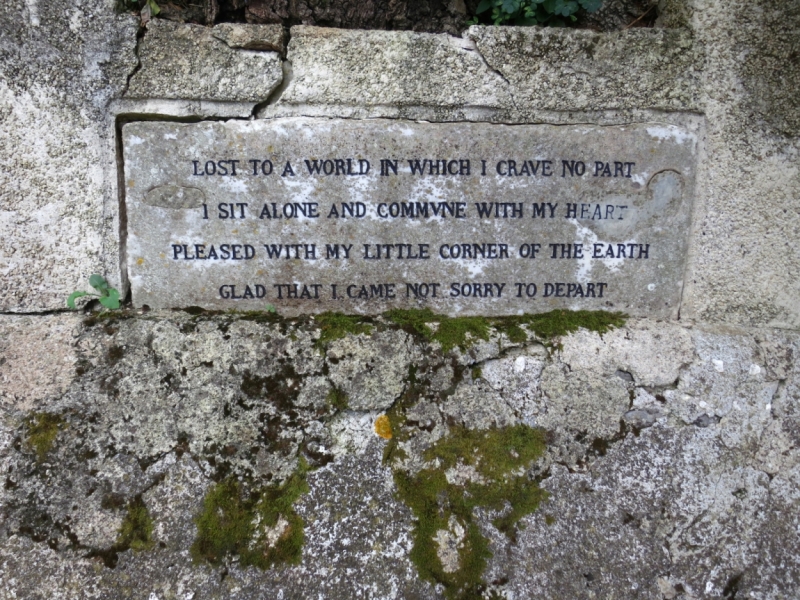 LOST TO A WORLD IN WHICH I CRAVE NO PART
I SIT ALONE AND COMMVNE WITH MY HEART
PLEASED WITH MY LITTLE CORNER OF THE EARTH
GLAD THAT I CAME NOT SORRY TO DEPART